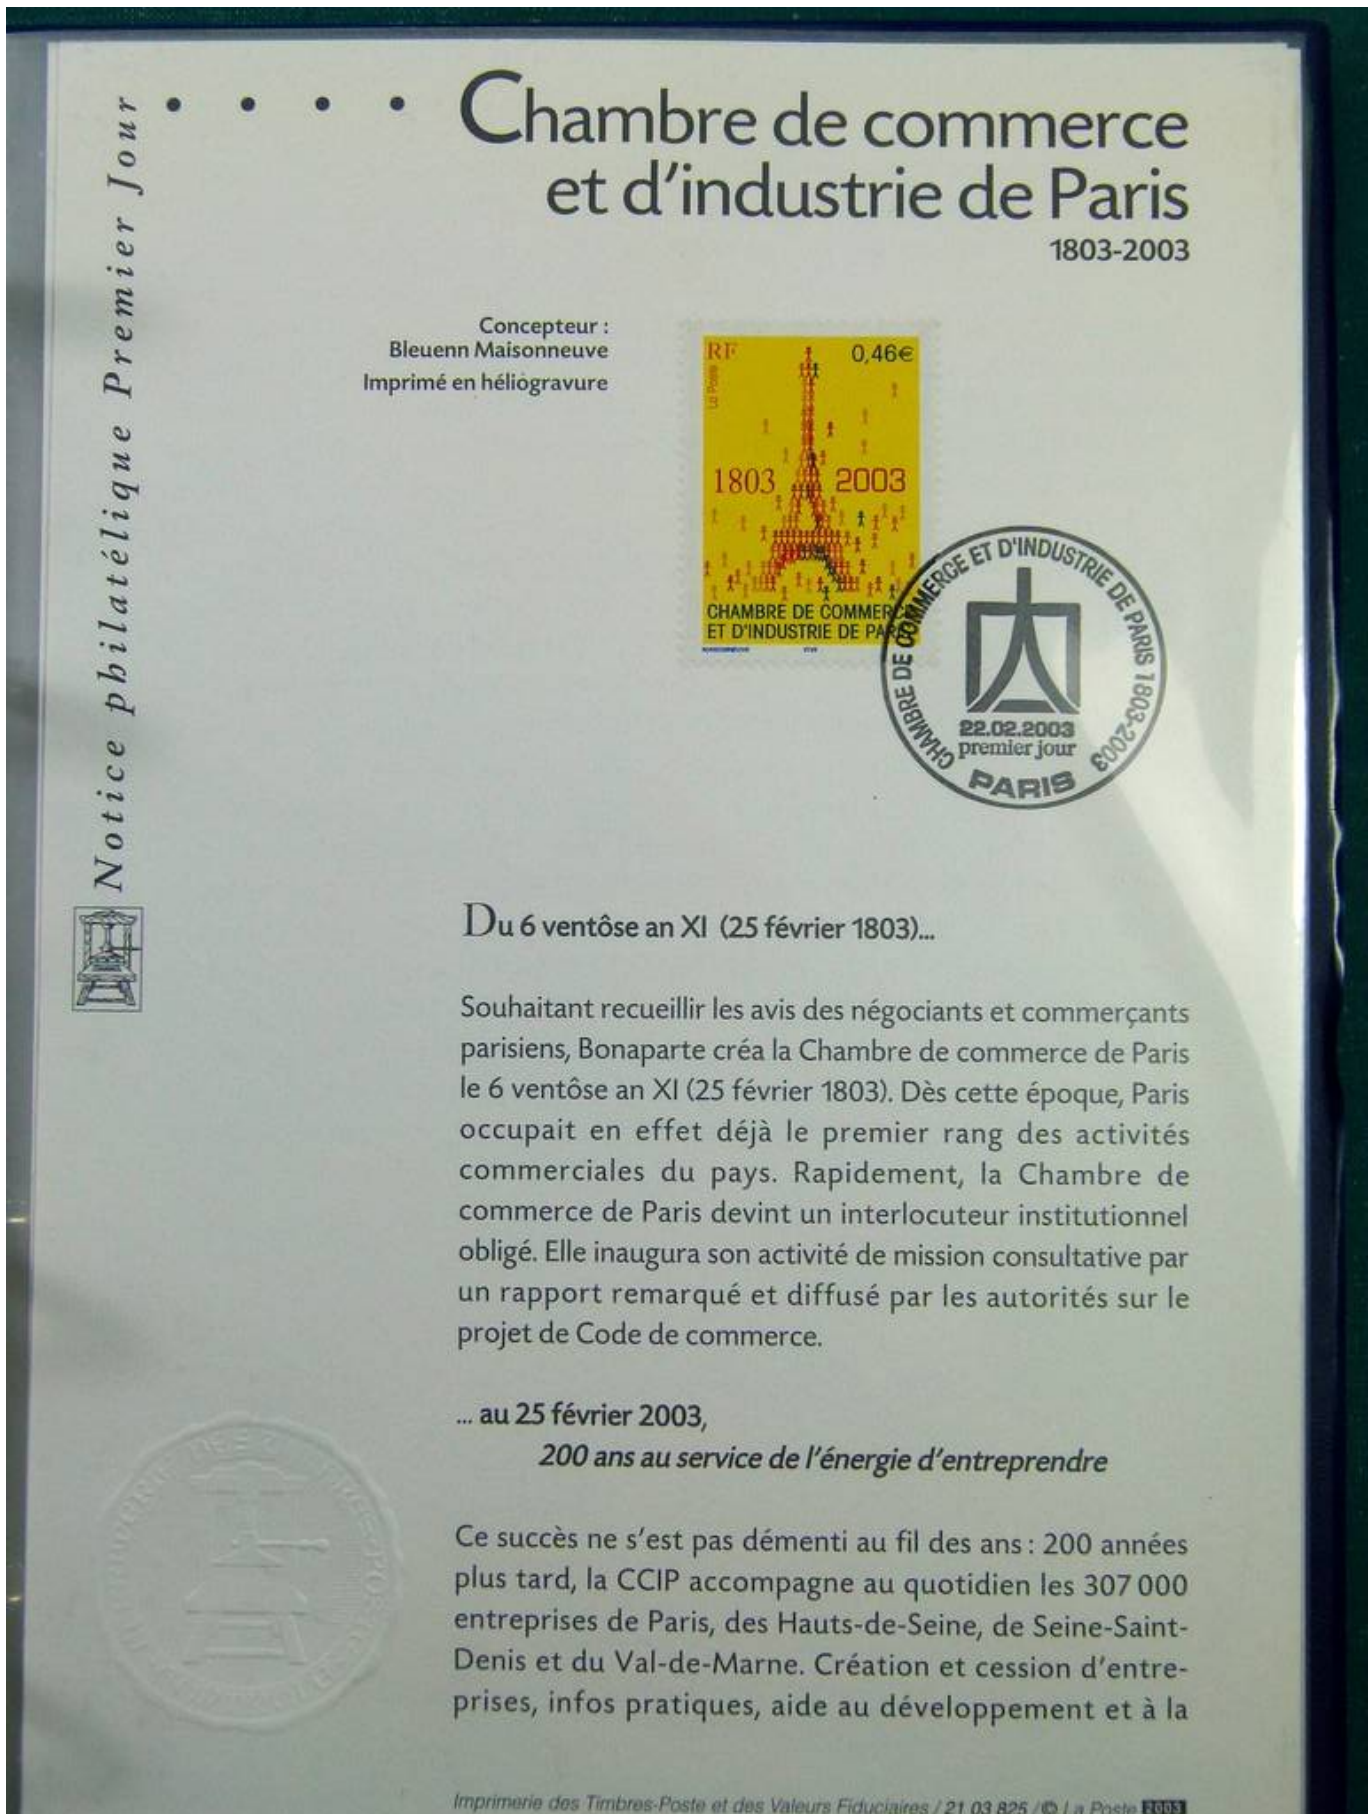 Notice philatélique Premier Jour
Chambre de commerce
et d'industrie de Paris
1803-2003
Concepteur :
Bleuenn Maisonneuve
Imprimé en héliogravure
RF
0,46€
La Poste
1803
2003
CHAMBRE DE COMMERC
ET D'INDUSTRIE DE PAR
CHAMBRE DE COMMERCE ET D'INDUSTRIE DE PARIS 1803-2003
22.02.2003
premier jour
PARIS
Du 6 ventôse an XI (25 février 1803)...
Souhaitant recueillir les avis des négociants et commerçants
parisiens, Bonaparte créa la Chambre de commerce de Paris
le 6 ventôse an XI (25 février 1803). Dès cette époque, Paris
occupait en effet déjà le premier rang des activités
commerciales du pays. Rapidement, la Chambre de
commerce de Paris devint un interlocuteur institutionnel
obligé. Elle inaugura son activité de mission consultative par
un rapport remarqué et diffusé par les autorités sur le
projet de Code de commerce.
... au 25 février 2003,
200 ans au service de l'énergie d'entreprendre
Ce succès ne s'est pas démenti au fil des ans : 200 années
plus tard, la CCIP accompagne au quotidien les 307 000
entreprises de Paris, des Hauts-de-Seine, de Seine-Saint-
Denis et du Val-de-Marne. Création et cession d'entre-
prises, infos pratiques, aide au développement et à la
Imprimerie des Timbres-Poste et des Valeurs Fiduciaires / 21 03 825 / © La Poste 2003